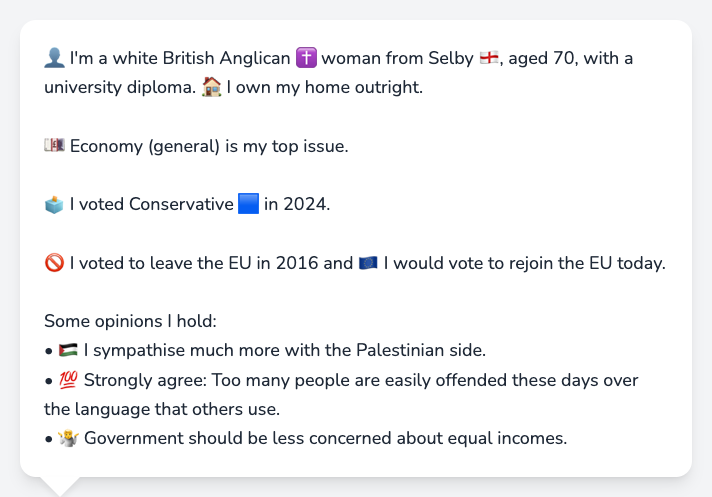 👤 I'm a white British Anglican ✝️ woman from Selby 🏴󠁧󠁢󠁥󠁮󠁧󠁿, aged 70, with a
university diploma. 🏠 I own my home outright.
💷 Economy (general) is my top issue.
🗳️ I voted Conservative 🟦 in 2024.
🚫 I voted to leave the EU in 2016 and 🇪🇺 I would vote to rejoin the EU today.
Some opinions I hold:
• 🇵🇸 I sympathise much more with the Palestinian side.
• 💯 Strongly agree: Too many people are easily offended these days over
the language that others use.
• 🤷 Government should be less concerned about equal incomes.